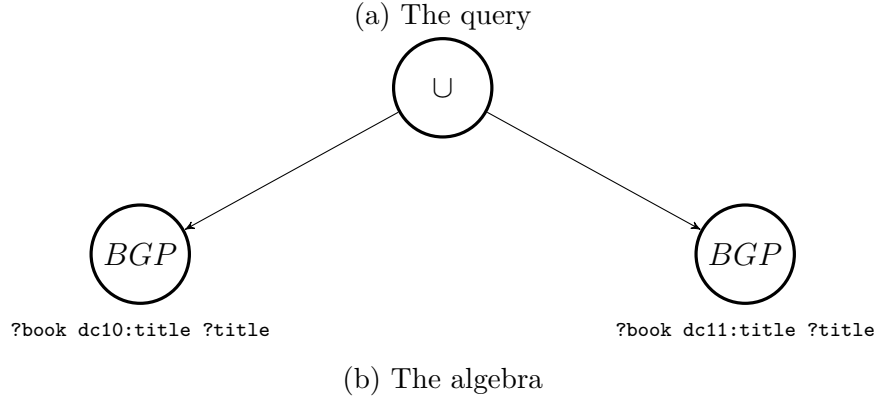 (a) The query
∪
BGP
BGP
?book dc10:title ?title
?book dc11:title ?title
(b) The algebra